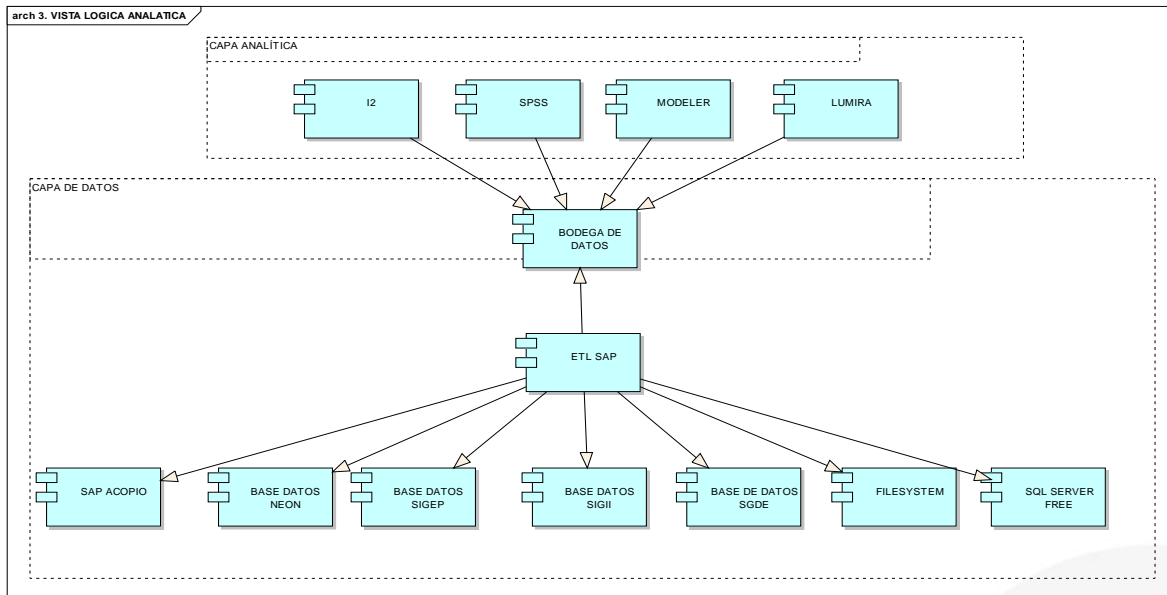 arch 3. VISTA LOGICA ANALATICA
CAPA ANALÍTICA
I2
SPSS
MODELER
LUMIRA
CAPA DE DATOS
BODEGA DE
DATOS
ETL SAP
SAP ACOPIO
BASE DATOS
NEON
BASE DATOS
SIGEP
BASE DATOS
SIGII
BASE DE DATOS
SGDE
FILESYSTEM
SQL SERVER
FREE